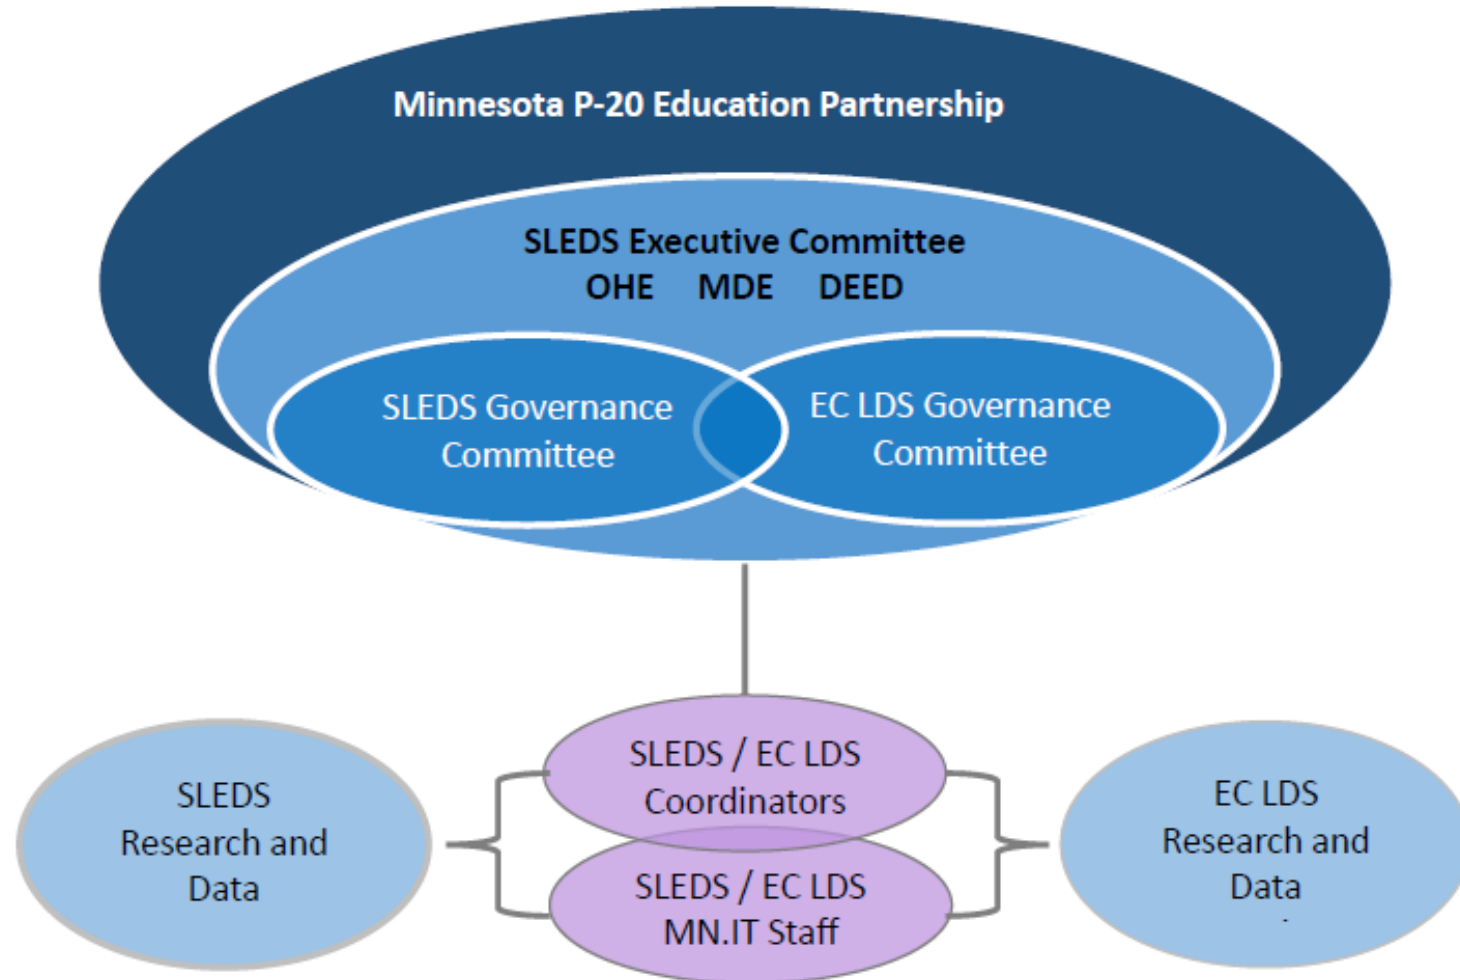 Minnesota P-20 Education Partnership
SLEDS Executive Committee
OHE MDE DEED
SLEDS Governance
Committee
EC LDS Governance
Committee
SLEDS / EC LDS
Coordinators
SLEDS
Research and
Data
EC LDS
Research and
Data
SLEDS / EC LDS
MN.IT Staff